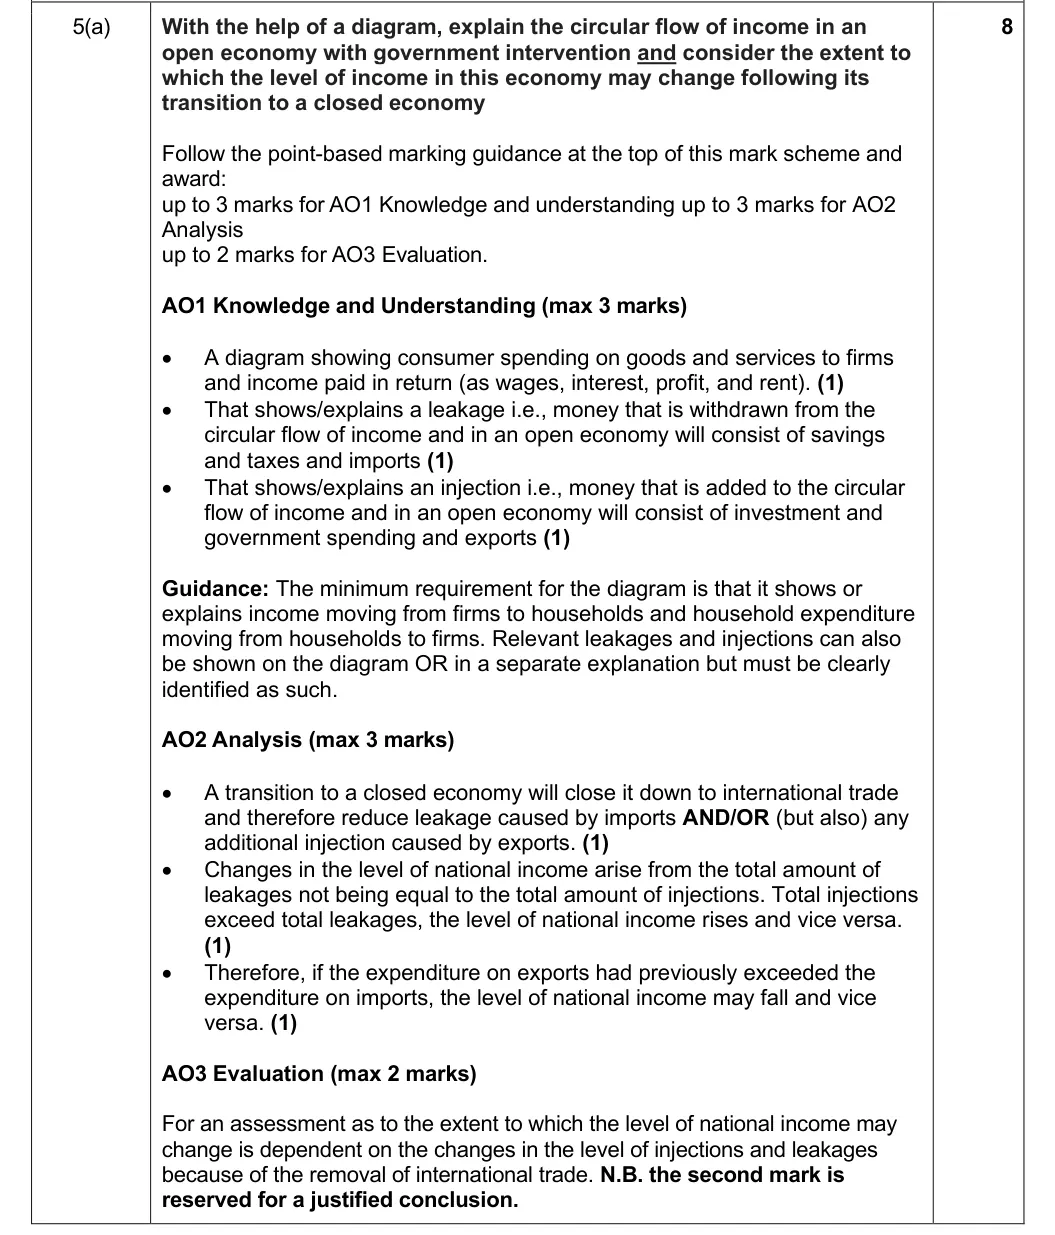 5(a)
With the help of a diagram, explain the circular flow of income in an
open economy with government intervention and consider the extent to
which the level of income in this economy may change following its
transition to a closed economy
8
Follow the point-based marking guidance at the top of this mark scheme and
award:
up to 3 marks for AO1 Knowledge and understanding up to 3 marks for AO2
Analysis
up to 2 marks for AO3 Evaluation.
AO1 Knowledge and Understanding (max 3 marks)
• A diagram showing consumer spending on goods and services to firms
and income paid in return (as wages, interest, profit, and rent). (1)
• That shows/explains a leakage i.e., money that is withdrawn from the
circular flow of income and in an open economy will consist of savings
and taxes and imports (1)
• That shows/explains an injection i.e., money that is added to the circular
flow of income and in an open economy will consist of investment and
government spending and exports (1)
Guidance: The minimum requirement for the diagram is that it shows or
explains income moving from firms to households and household expenditure
moving from households to firms. Relevant leakages and injections can also
be shown on the diagram OR in a separate explanation but must be clearly
identified as such.
AO2 Analysis (max 3 marks)
• A transition to a closed economy will close it down to international trade
and therefore reduce leakage caused by imports AND/OR (but also) any
additional injection caused by exports. (1)
• Changes in the level of national income arise from the total amount of
leakages not being equal to the total amount of injections. Total injections
exceed total leakages, the level of national income rises and vice versa.
(1)
• Therefore, if the expenditure on exports had previously exceeded the
expenditure on imports, the level of national income may fall and vice
versa. (1)
AO3 Evaluation (max 2 marks)
For an assessment as to the extent to which the level of national income may
change is dependent on the changes in the level of injections and leakages
because of the removal of international trade. N.B. the second mark is
reserved for a justified conclusion.